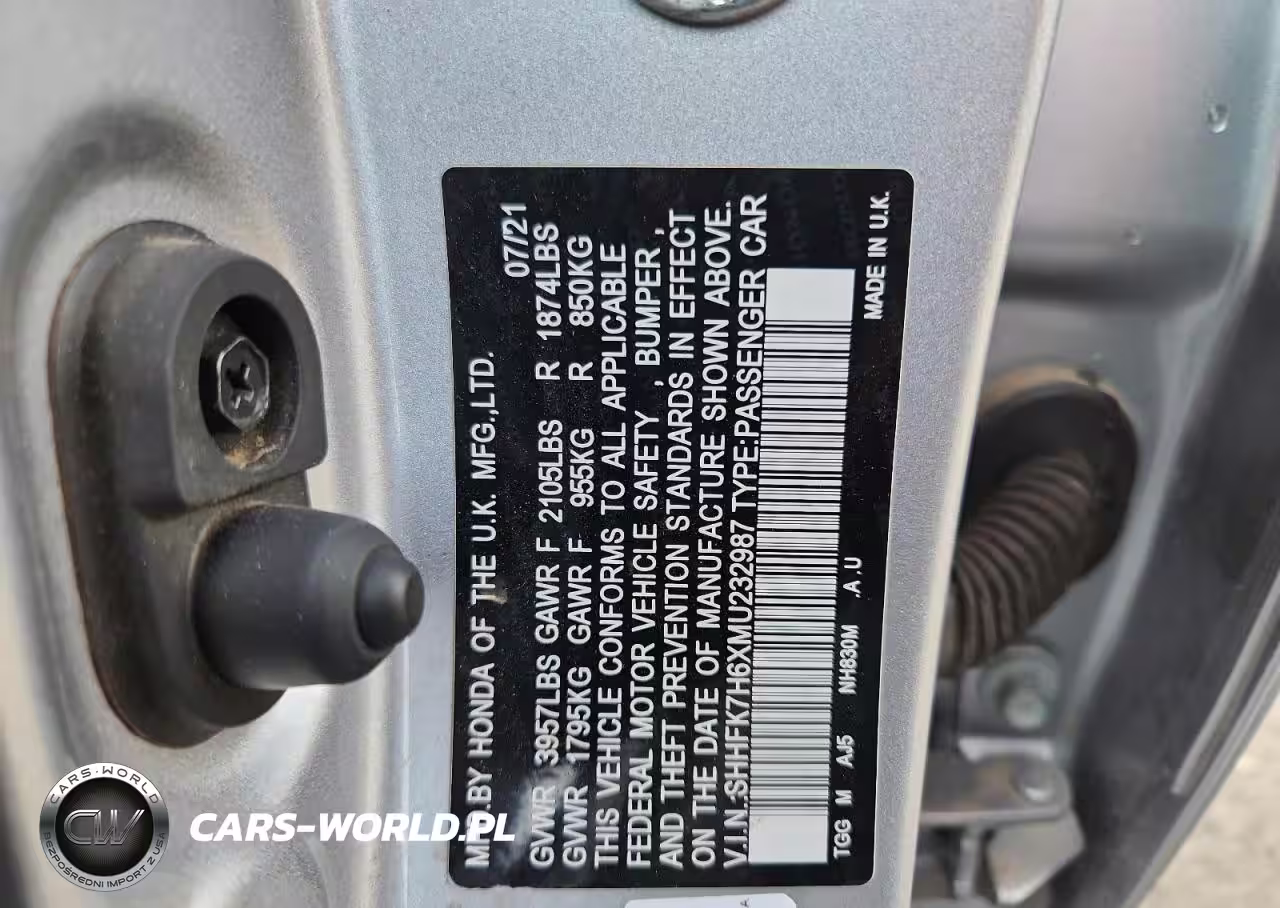 MFD.BY HONDA OF THE U.K. MFG.,LTD. 07/21
GVWR 3957LBS GAWR F 2105LBS R 1874LBS
GVWR 1795KG GAWR F 955KG R 850KG
THIS VEHICLE CONFORMS TO ALL APPLICABLE
FEDERAL MOTOR VEHICLE SAFETY , BUMPER ,
AND THEFT PREVENTION STANDARDS IN EFFECT
ON THE DATE OF MANUFACTURE SHOWN ABOVE.
V.I.N.:SHHFK7H6XMU232987 TYPE:PASSENGER CAR
TGG M AJ5 NH830M .A ,U MADE IN U.K.
CARS-WORLD
CW
BEZPOŚREDNI IMPORT Z USA
CARS-WORLD.PL